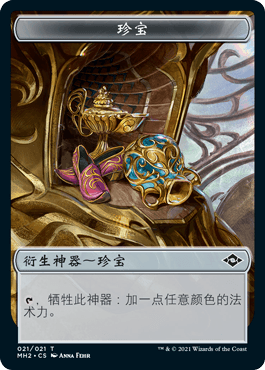 珍宝
衍生神器～珍宝
，牺牲此神器：加一点任意颜色的法
术力。
021/021 T
MH2 • CS ANNA FEHR
™ & © 2021 Wizards of the Coast